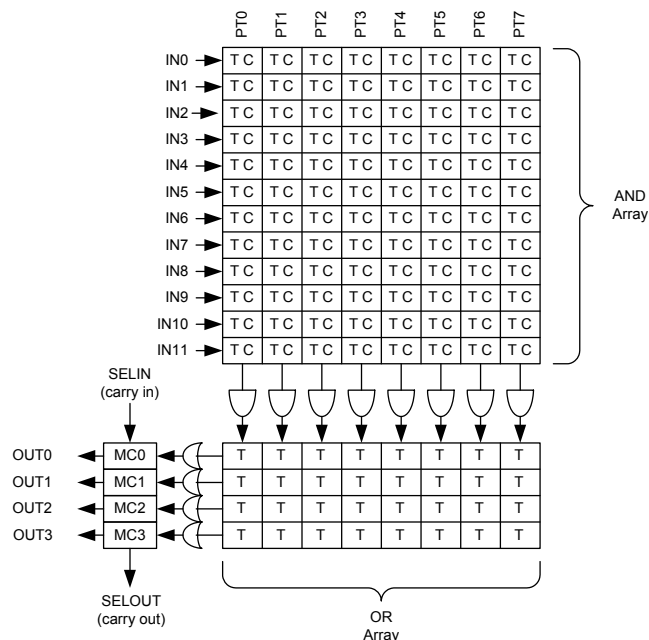 PT0 PT1 PT2 PT3 PT4 PT5 PT6 PT7
IN0 T C T C T C T C T C T C T C T C
IN1 T C T C T C T C T C T C T C T C
IN2 T C T C T C T C T C T C T C T C
IN3 T C T C T C T C T C T C T C T C
IN4 T C T C T C T C T C T C T C T C
IN5 T C T C T C T C T C T C T C T C
IN6 T C T C T C T C T C T C T C T C
IN7 T C T C T C T C T C T C T C T C
IN8 T C T C T C T C T C T C T C T C
IN9 T C T C T C T C T C T C T C T C
IN10 T C T C T C T C T C T C T C T C
IN11 T C T C T C T C T C T C T C T C
AND
Array
SELIN
(carry in)
OUT0 MC0 T T T T T T T T
OUT1 MC1 T T T T T T T T
OUT2 MC2 T T T T T T T T
OUT3 MC3 T T T T T T T T
SELOUT
(carry out)
OR
Array